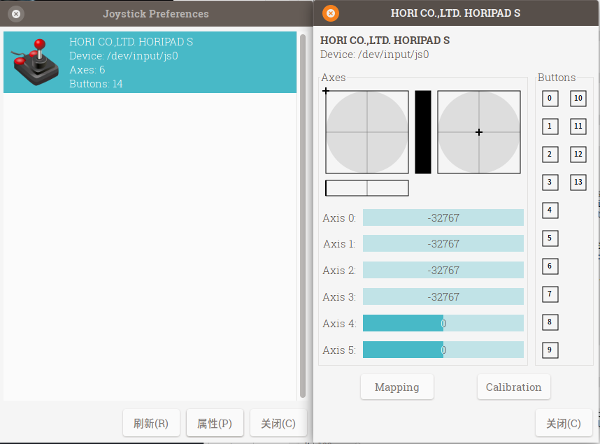 Joystick Preferences
HORI CO.,LTD. HORIPAD S
Device: /dev/input/js0
Axes: 6
Buttons: 14
刷新(R)
属性(P)
关闭(C)
HORI CO.,LTD. HORIPAD S
HORI CO.,LTD. HORIPAD S
Device: /dev/input/js0
Axes
Axis 0: -32767
Axis 1: -32767
Axis 2: -32767
Axis 3: -32767
Axis 4: 0
Axis 5: 0
Buttons
0 10
1 11
2 12
3 13
4
5
6
7
8
9
Mapping
Calibration
关闭(C)